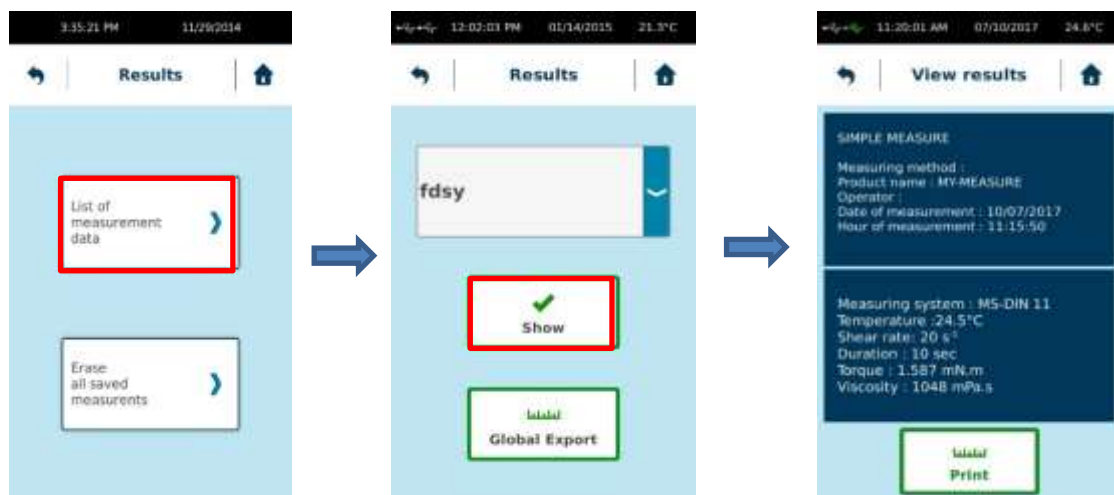 3:35:21 PM 11/29/2014
Results
List of
measurement
data
Erase
all saved
measurents
12:02:03 PM 01/14/2015 21.3°C
Results
fdsy
Show
Global Export
11:20:01 AM 07/10/2017 24.6°C
View results
SIMPLE MEASURE
Measuring method :
Product name : MY-MEASURE
Operator :
Date of measurement : 10/07/2017
Hour of measurement : 11:15:50
Measuring system : MS-DIN 11
Temperature :24.5°C
Shear rate: 20 s⁻¹
Duration : 10 sec
Torque : 1.587 mN.m
Viscosity : 1048 mPa.s
Print